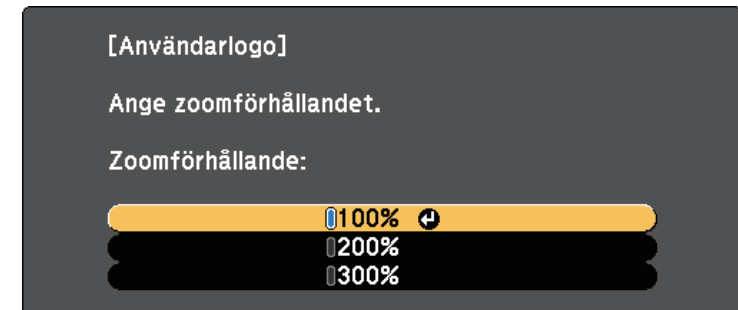 [Användarlogo]
Ange zoomförhållandet.
Zoomförhållande:
100%
200%
300%